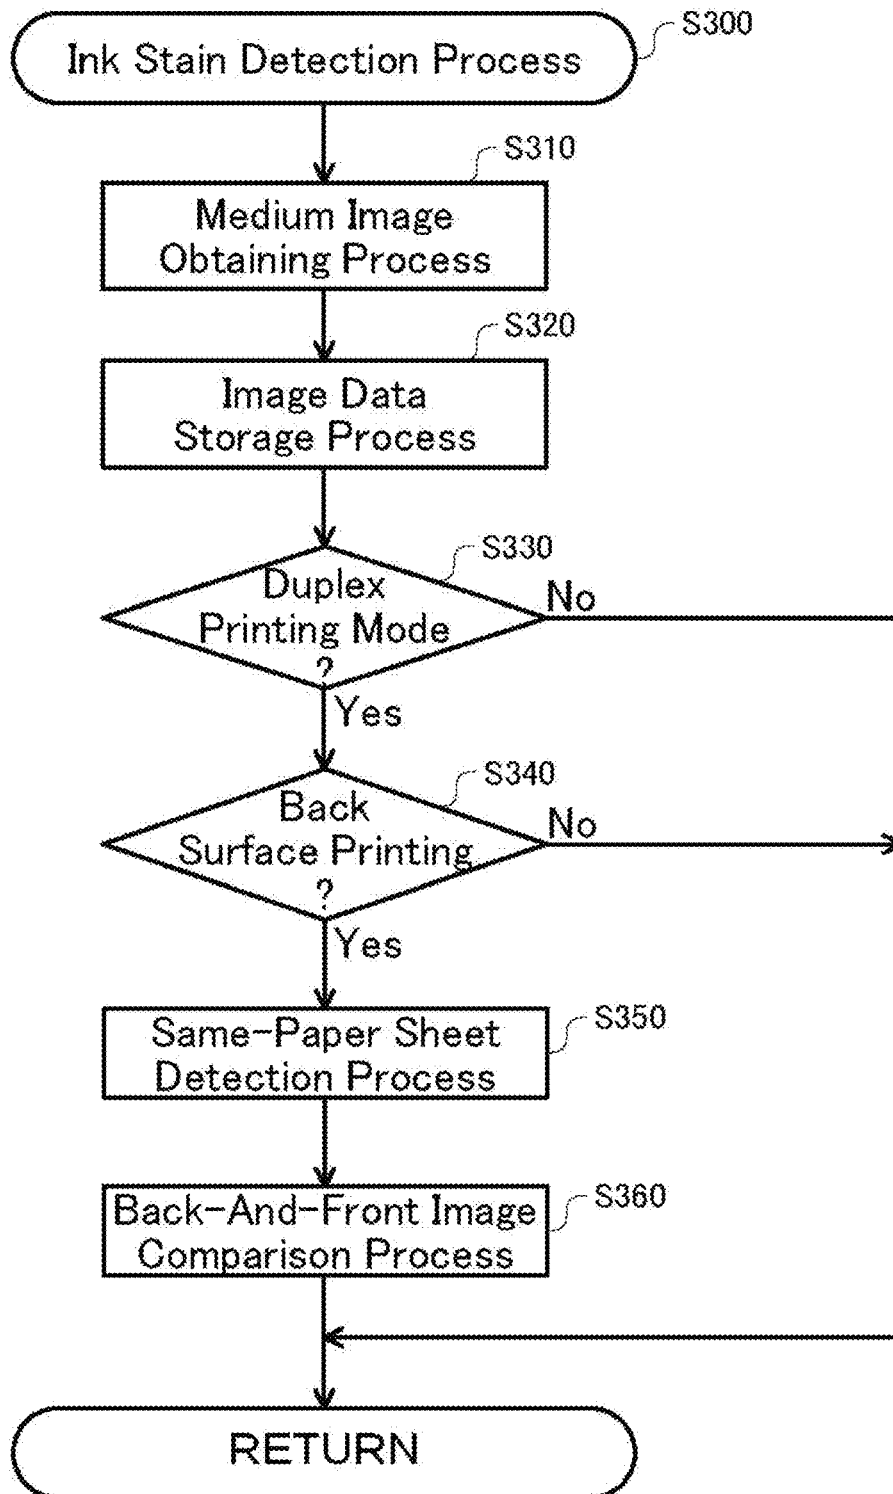 Ink Stain Detection Process
S300
S310
Medium Image
Obtaining Process
S320
Image Data
Storage Process
S330
Duplex
Printing Mode
?
No
Yes
S340
Back
Surface Printing
?
No
Yes
S350
Same-Paper Sheet
Detection Process
S360
Back-And-Front Image
Comparison Process
RETURN